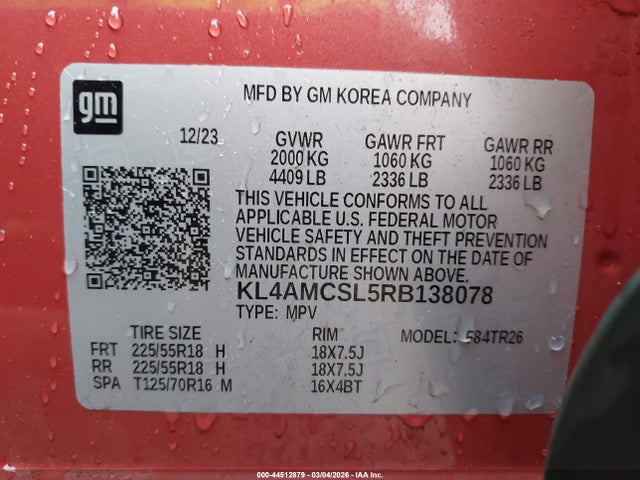 gm
MFD BY GM KOREA COMPANY
12/23 GVWR GAWR FRT GAWR RR
2000 KG 1060 KG 1060 KG
4409 LB 2336 LB 2336 LB
THIS VEHICLE CONFORMS TO ALL
APPLICABLE U.S. FEDERAL MOTOR
VEHICLE SAFETY AND THEFT PREVENTION
STANDARDS IN EFFECT ON THE DATE OF
MANUFACTURE SHOWN ABOVE.
KL4AMCSL5RB138078
TYPE: MPV
TIRE SIZE RIM MODEL: 584TR26
FRT 225/55R18 H 18X7.5J
RR 225/55R18 H 18X7.5J
SPA T125/70R16 M 16X4BT
000-44512879 - 03/04/2026 - IAA Inc.